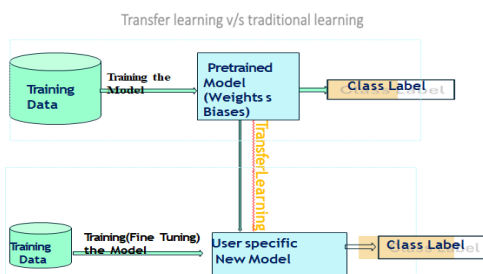 Transfer learning v/s traditional learning
Training the
Model
Training
Data
Pretrained
Model
(Weights s
Biases)
Class Label
TransferLearning
Training(Fine Tuning)
the Model
Training
Data
User specific
New Model
Class Label